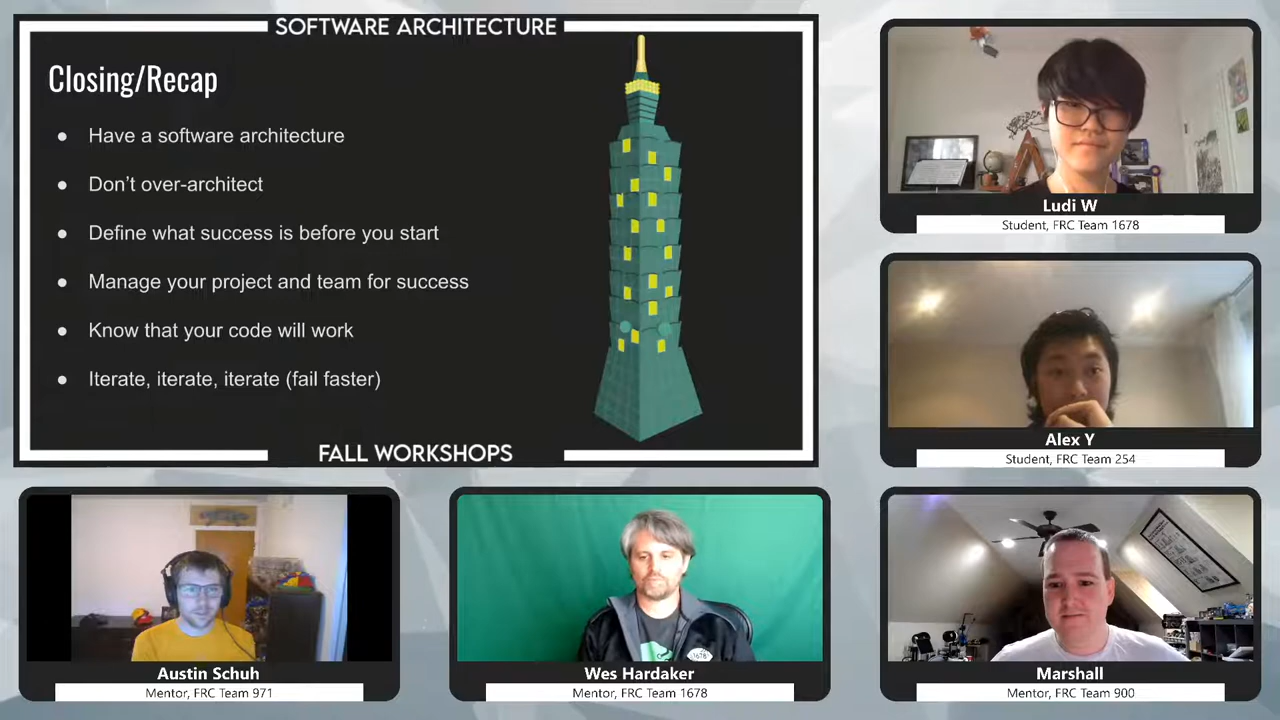 SOFTWARE ARCHITECTURE
Closing/Recap
● Have a software architecture
● Don't over-architect
● Define what success is before you start
● Manage your project and team for success
● Know that your code will work
● Iterate, iterate, iterate (fail faster)
FALL WORKSHOPS
Ludi W
Student, FRC Team 1678
Alex Y
Student, FRC Team 254
Austin Schuh
Mentor, FRC Team 971
1678
Wes Hardaker
Mentor, FRC Team 1678
Marshall
Mentor, FRC Team 900